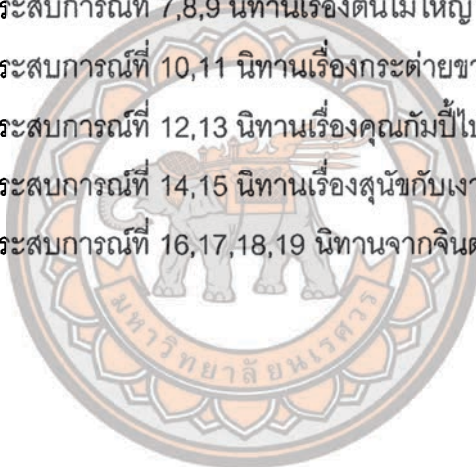 ระสบการณ์ที่ 7,8,9 นิทานเรื่องต้นไม้ใหญ่
ระสบการณ์ที่ 10,11 นิทานเรื่องกระต่ายขา
ระสบการณ์ที่ 12,13 นิทานเรื่องคุณกัมปี้ไป
ระสบการณ์ที่ 14,15 นิทานเรื่องสุนัขกับเงา
ระสบการณ์ที่ 16,17,18,19 นิทานจากจินต
มหาวิทยาลัยนเรศวร